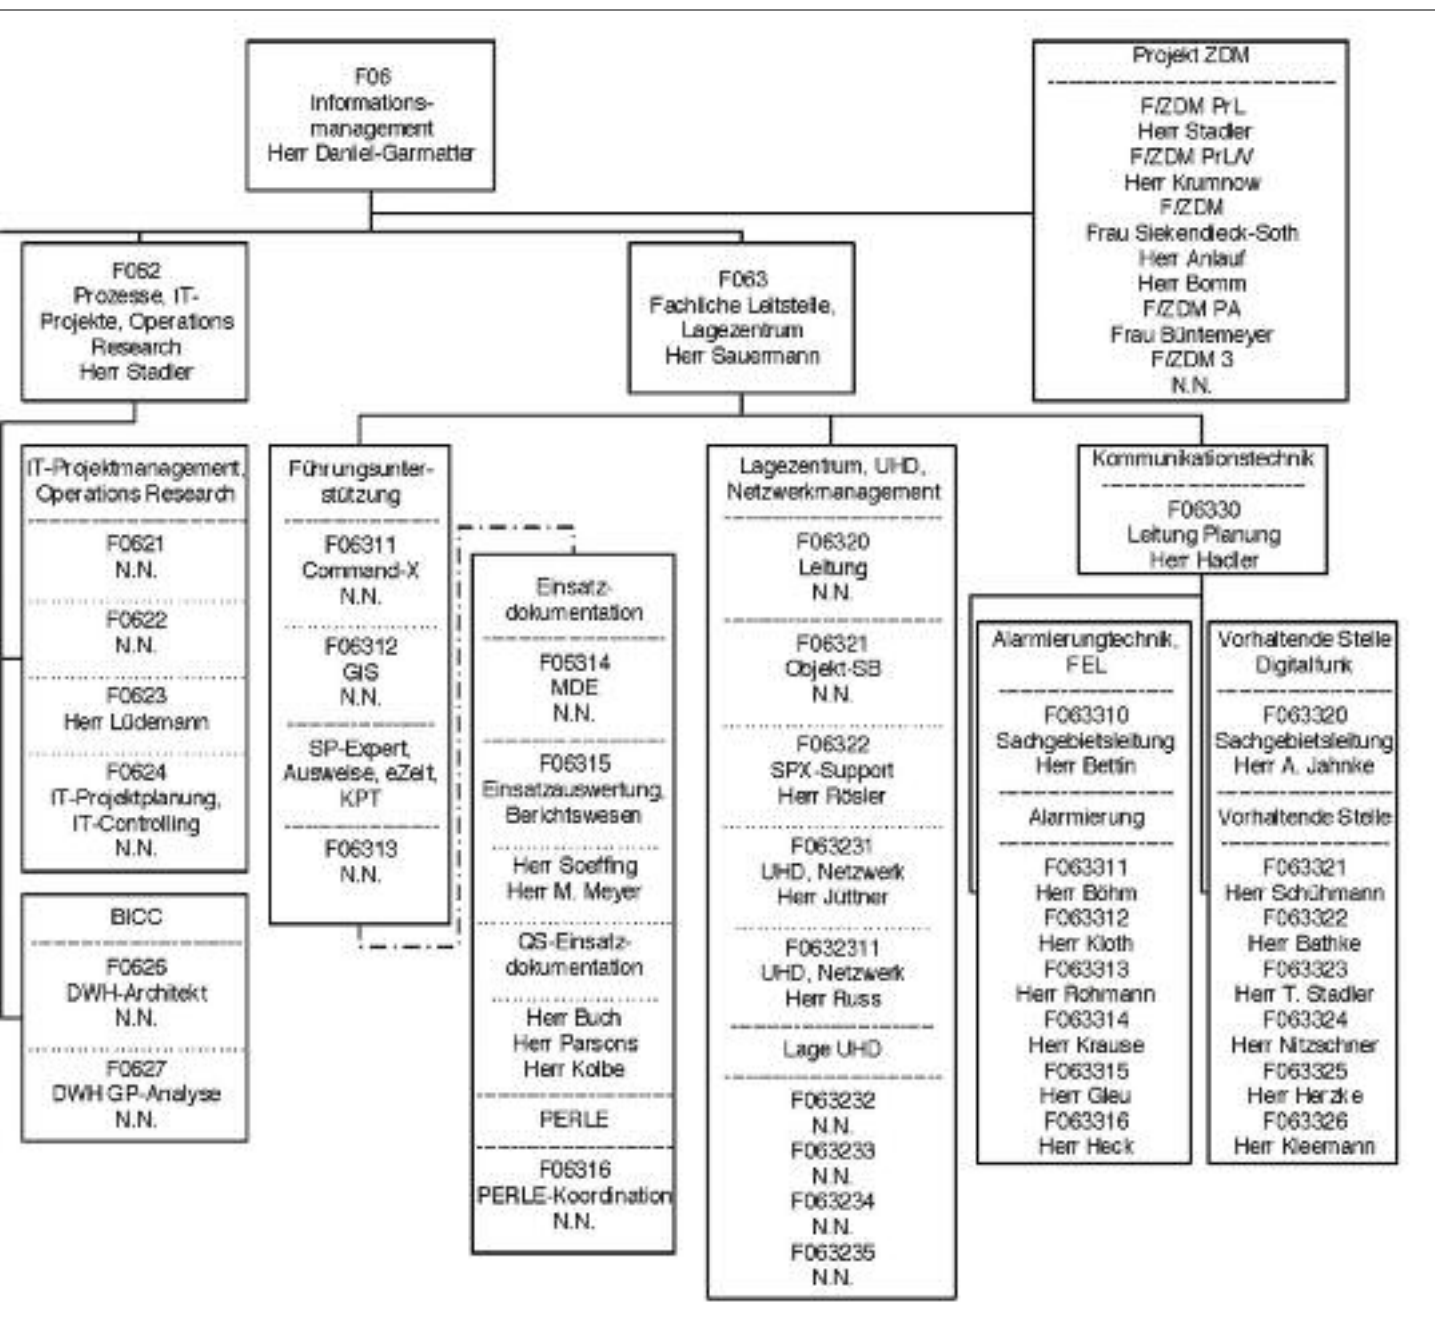 F06
Informations-
management
Herr Daniel-Garmatter
Projekt ZDM
F/ZDM PrL
Herr Stadler
F/ZDM PrL/V
Herr Krumnow
F/ZDM
Frau Siekendieck-Soth
Herr Anlauf
Herr Bomm
F/ZDM PA
Frau Büntemeyer
F/ZDM 3
N.N.
F062
Prozesse, IT-
Projekte, Operations
Research
Herr Stadler
F063
Fachliche Leitstelle,
Lagezentrum
Herr Sauermann
IT-Projektmanagement,
Operations Research
F0621
N.N.
F0622
N.N.
F0623
Herr Lüdemann
F0624
IT-Projektplanung,
IT-Controlling
N.N.
BICC
F0626
DWH-Architekt
N.N.
F0627
DWH GP-Analyse
N.N.
Führungsunter-
stützung
F06311
Command-X
N.N.
F06312
GIS
N.N.
SP-Expert,
Ausweise, eZeit,
KPT
F06313
N.N.
Einsatz-
dokumentation
F06314
MDE
N.N.
F06315
Einsatzauswertung,
Berichtswesen
Herr Soeffing
Herr M. Meyer
QS-Einsatz-
dokumentation
Herr Buch
Herr Parsons
Herr Kolbe
PERLE
F06316
PERLE-Koordination
N.N.
Lagezentrum, UHD,
Netzwerkmanagement
F06320
Leitung
N.N.
F06321
Objekt-SB
N.N.
F06322
SPX-Support
Herr Rösler
F063231
UHD, Netzwerk
Herr Jüttner
F0632311
UHD, Netzwerk
Herr Russ
Lage UHD
F063232
N.N.
F063233
N.N.
F063234
N.N.
F063235
N.N.
Kommunikationstechnik
F06330
Leitung Planung
Herr Hadler
Alarmierungtechnik,
FEL
F063310
Sachgebietsleitung
Herr Bettin
Alarmierung
F063311
Herr Böhm
F063312
Herr Kloth
F063313
Herr Rohmann
F063314
Herr Krause
F063315
Herr Gleu
F063316
Herr Heck
Vorhaltende Stelle
Digitalfunk
F063320
Sachgebietsleitung
Herr A. Jahnke
Vorhaltende Stelle
F063321
Herr Schühmann
F063322
Herr Bathke
F063323
Herr T. Stadler
F063324
Herr Nitzschner
F063325
Herr Herzke
F063326
Herr Kleemann